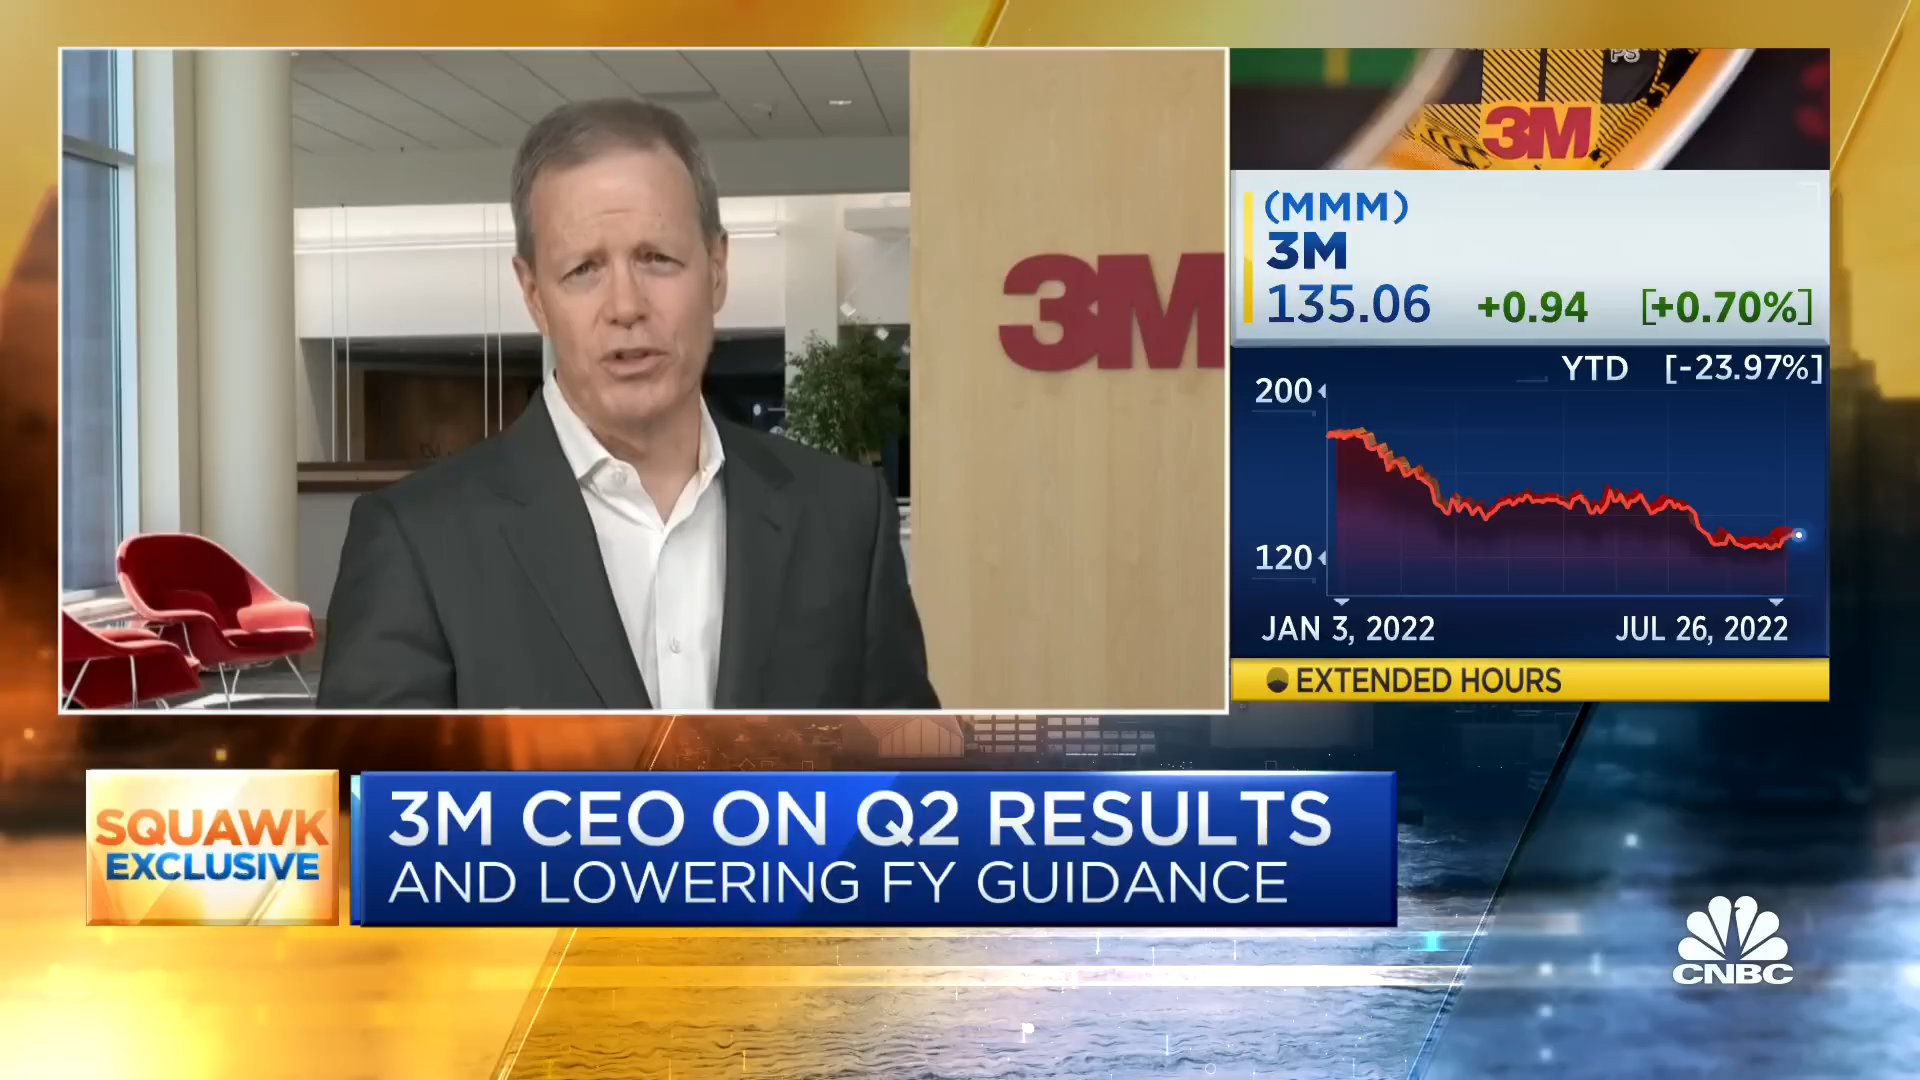 3M
PS
3M
(MMM)
3M
135.06 +0.94 [+0.70%]
YTD [-23.97%]
200
120
JAN 3, 2022 JUL 26, 2022
EXTENDED HOURS
SQUAWK
EXCLUSIVE
3M CEO ON Q2 RESULTS
AND LOWERING FY GUIDANCE
CNBC